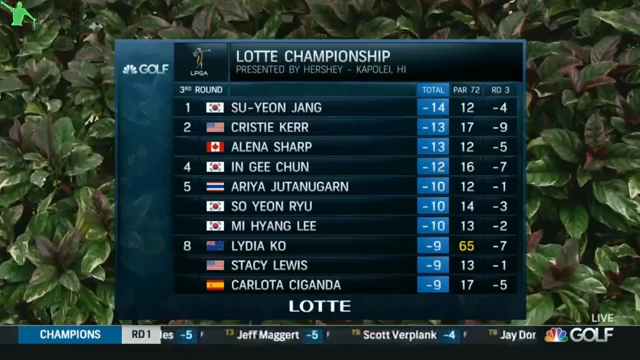 LOTTE CHAMPIONSHIP
PRESENTED BY HERSHEY - KAPOLEI, HI
GOLF
LPGA
3RD ROUND TOTAL PAR 72 RD 3
1 SU-YEON JANG -14 12 -4
2 CRISTIE KERR -13 17 -9
ALENA SHARP -13 12 -5
4 IN GEE CHUN -12 16 -7
5 ARIYA JUTANUGARN -10 12 -1
SO YEON RYU -10 14 -3
MI HYANG LEE -10 13 -2
8 LYDIA KO -9 65 -7
STACY LEWIS -9 13 -1
CARLOTA CIGANDA -9 17 -5
LOTTE
LIVE
CHAMPIONS RD 1 les -5 F T3 Jeff Maggert -5 F T9 Scott Verplank -4 F T9 Jay Don GOLF